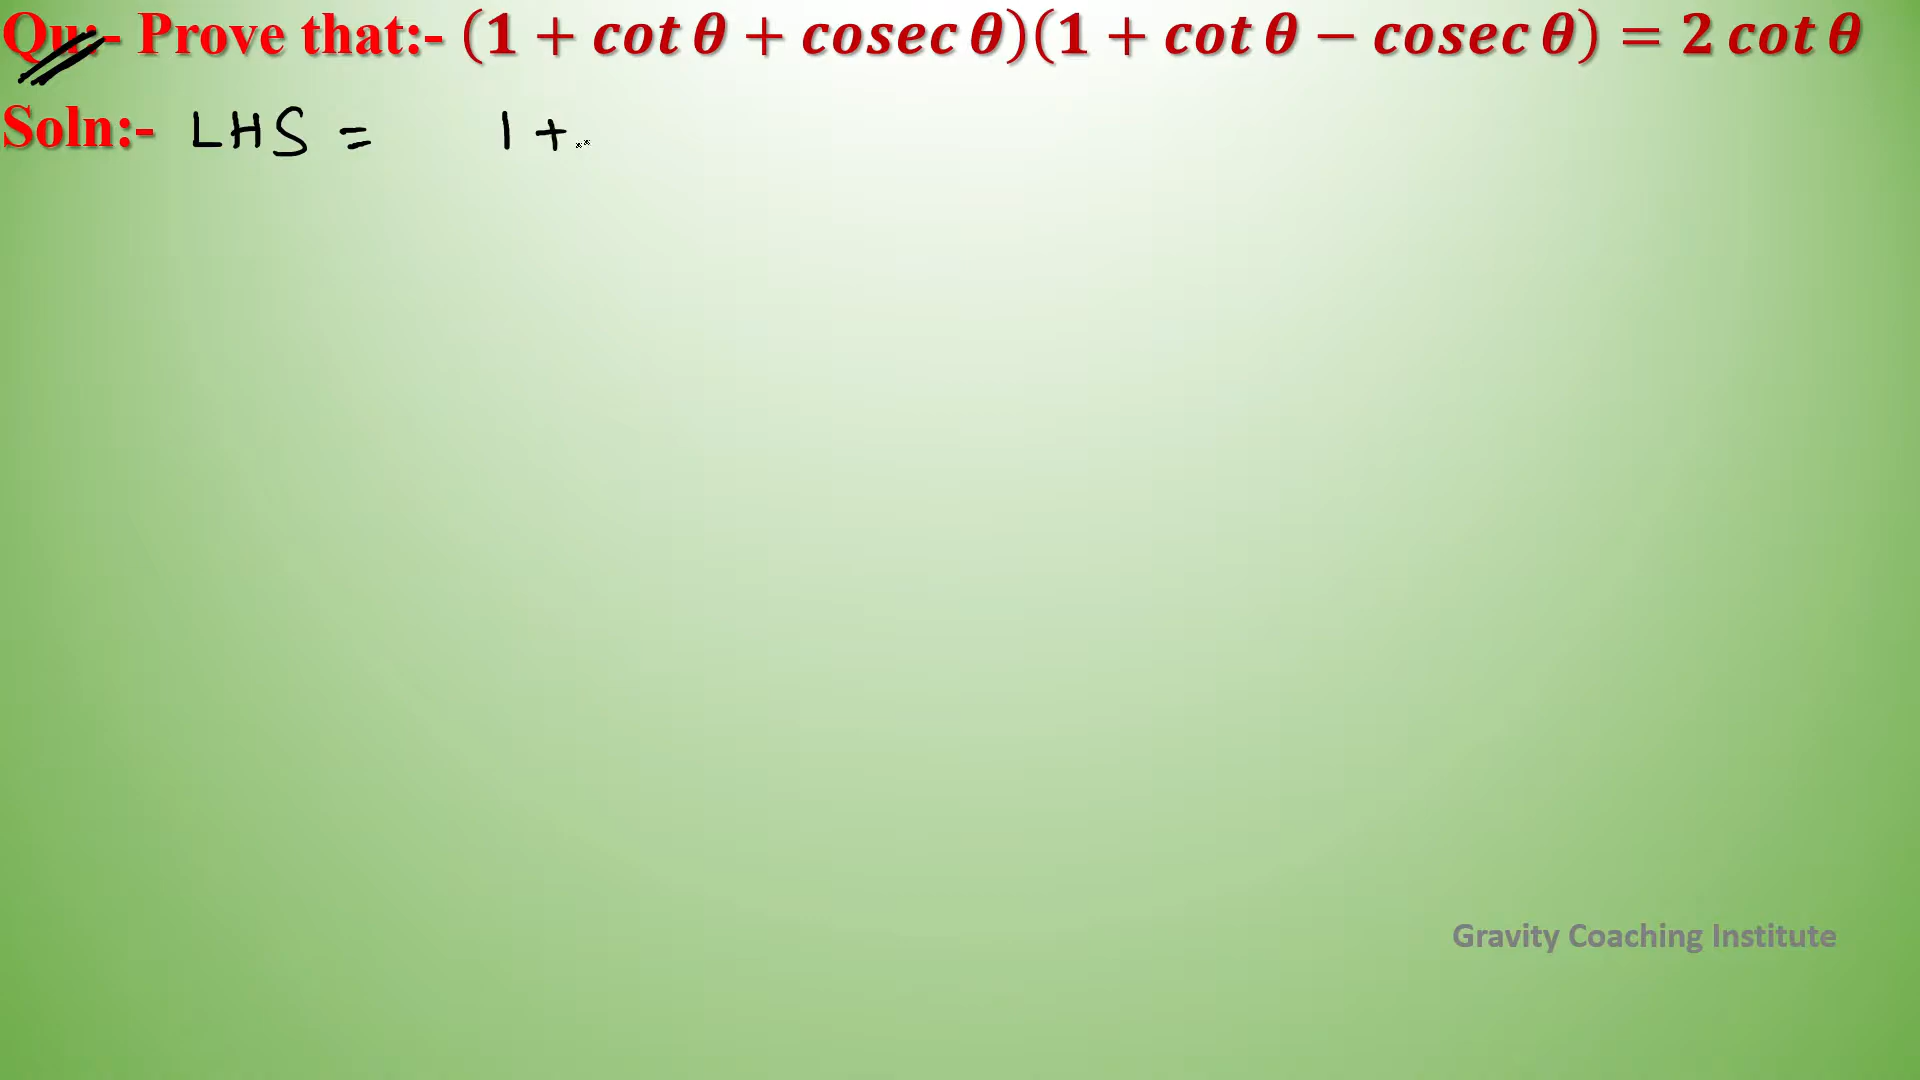 Qu:- Prove that:- (1 + cot θ + cosec θ)(1 + cot θ − cosec θ) = 2 cot θ
Soln:- LHS = 1 +
Gravity Coaching Institute